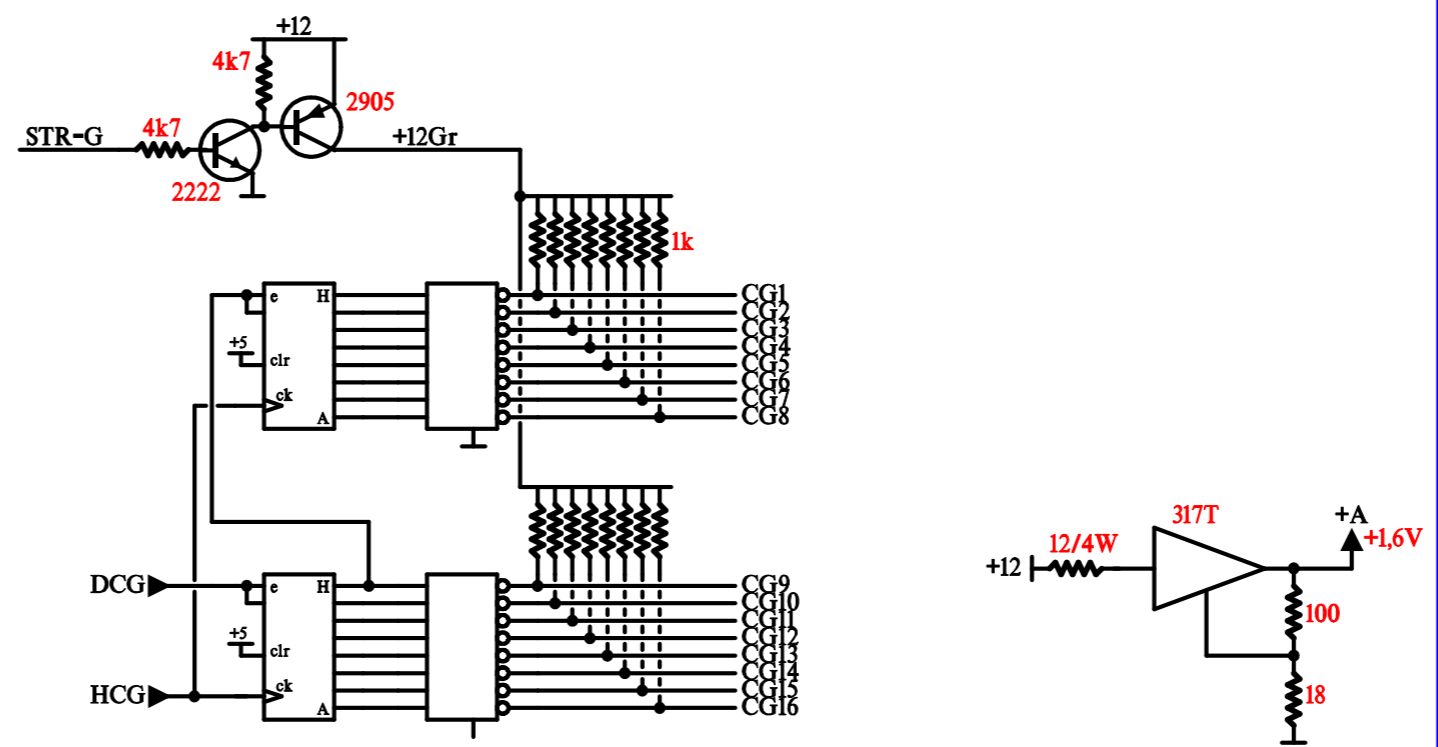 +12
4k7
2905
STR-G
4k7
+12Gr
2222
1k
e
H
+5
clr
ck
A
CG1
CG2
CG3
CG4
CG5
CG6
CG7
CG8
DCG
e
H
+5
clr
HCG
ck
A
CG9
CG10
CG11
CG12
CG13
CG14
CG15
CG16
317T
+A
+1,6V
12/4W
+12
100
18